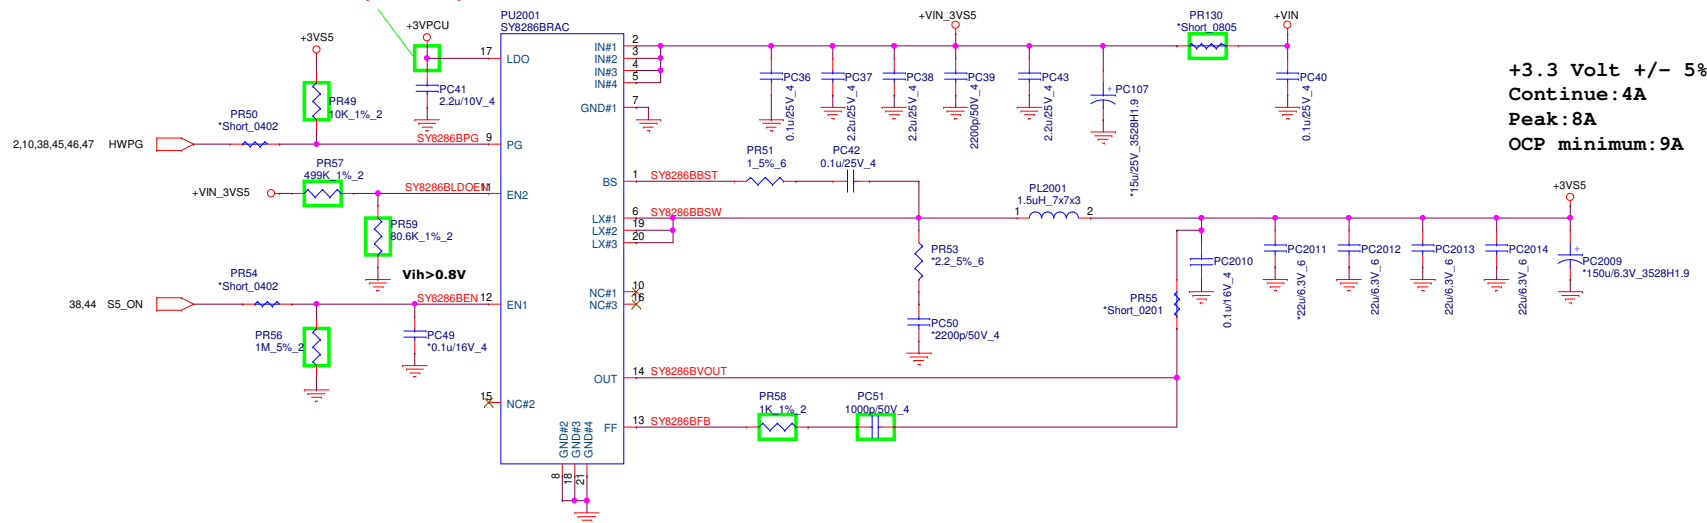 PU2001
SY8286BRAC
+3VPCU
+3VS5
17
LDO
PC41
2.2u/10V_4
PR49
10K_1%_2
PR50
*Short_0402
2,10,38,45,46,47 HWPG
SY8286BPG
9
PG
PR57
499K_1%_2
+VIN_3VS5
SY8286BLDOEN
11
EN2
PR59
80.6K_1%_2
Vih>0.8V
PR54
*Short_0402
38,44 S5_ON
SY8286BEN
12
EN1
PR56
1M_5%_2
PC49
*0.1u/16V_4
15
NC#2
GND#2
GND#3
GND#4
8
18
21
IN#1
IN#2
IN#3
IN#4
2
3
4
5
GND#1
7
BS
1
SY8286BBST
PR51
1_5%_6
PC42
0.1u/25V_4
LX#1
LX#2
LX#3
6
19
20
SY8286BBSW
NC#1
NC#3
10
16
OUT
14
SY8286BVOUT
FF
13
SY8286BFB
PR58
1K_1%_2
PC51
1000p/50V_4
PR53
*2.2_5%_6
PC50
*2200p/50V_4
PL2001
1.5uH_7x7x3
1
2
PR55
*Short_0201
PC2010
0.1u/16V_4
PC2011
*22u/6.3V_6
PC2012
22u/6.3V_6
PC2013
22u/6.3V_6
PC2014
22u/6.3V_6
+3VS5
+
PC2009
*150u/6.3V_3528H1.9
+VIN_3VS5
PC36
0.1u/25V_4
PC37
2.2u/25V_4
PC38
2.2u/25V_4
PC39
2200p/50V_4
PC43
2.2u/25V_4
+
PC107
*15u/25V_3528H1.9
PR130
*Short_0805
+VIN
PC40
0.1u/25V_4
+3.3 Volt +/- 5%
Continue:4A
Peak:8A
OCP minimum:9A